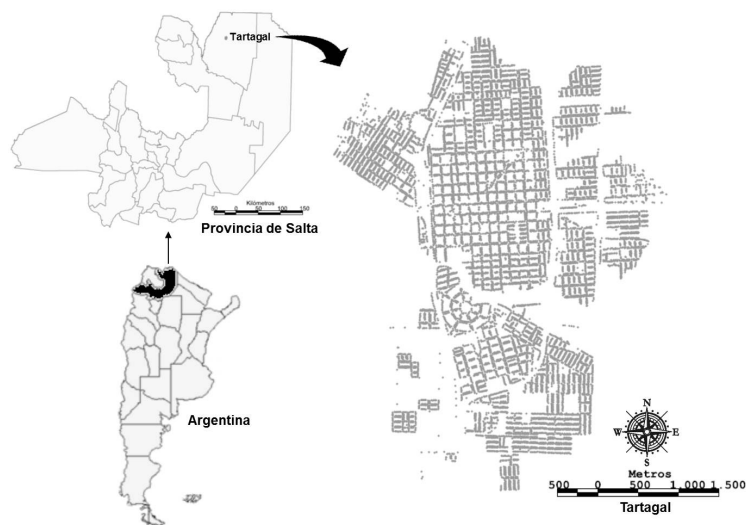 Tartagal
Kilómetros
50 0 50 100 150
Provincia de Salta
Argentina
N
W E
S
Metros
500 0 500 1.000 1.500
Tartagal